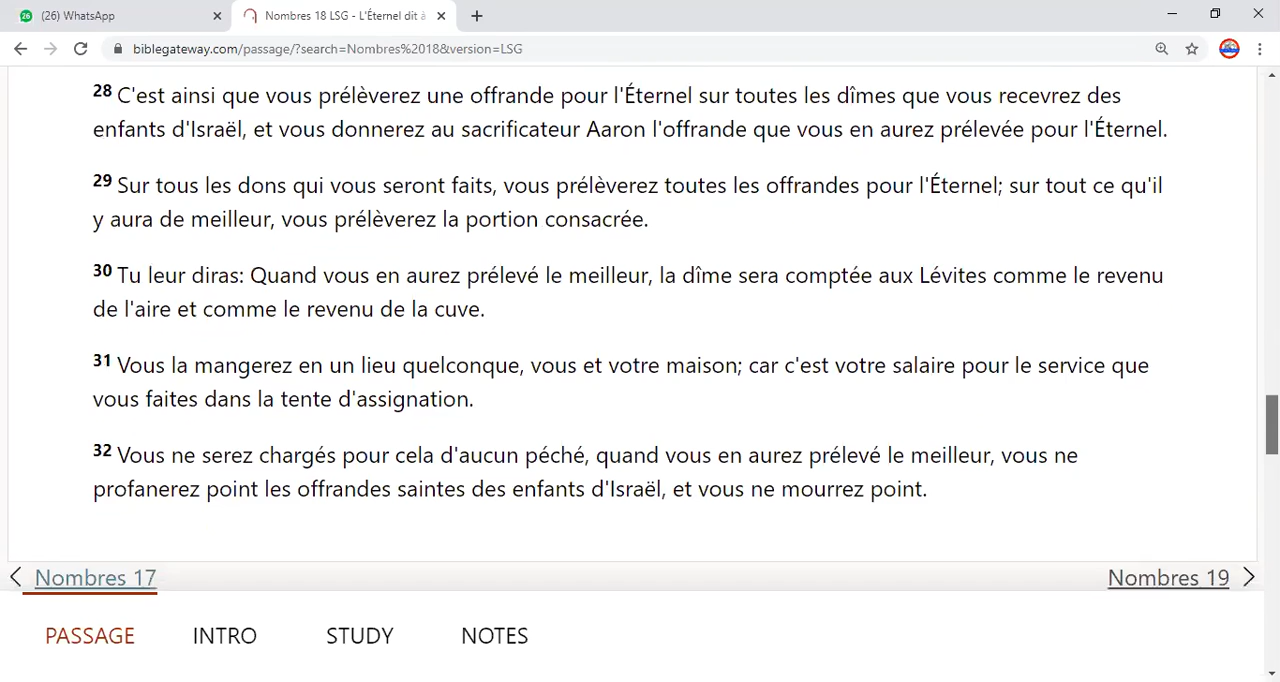 (26) WhatsApp
Nombres 18 LSG - L'Éternel dit à
biblegateway.com/passage/?search=Nombres%2018&version=LSG
28 C'est ainsi que vous prélèverez une offrande pour l'Éternel sur toutes les dîmes que vous recevrez des
enfants d'Israël, et vous donnerez au sacrificateur Aaron l'offrande que vous en aurez prélevée pour l'Éternel.
29 Sur tous les dons qui vous seront faits, vous prélèverez toutes les offrandes pour l'Éternel; sur tout ce qu'il
y aura de meilleur, vous prélèverez la portion consacrée.
30 Tu leur diras: Quand vous en aurez prélevé le meilleur, la dîme sera comptée aux Lévites comme le revenu
de l'aire et comme le revenu de la cuve.
31 Vous la mangerez en un lieu quelconque, vous et votre maison; car c'est votre salaire pour le service que
vous faites dans la tente d'assignation.
32 Vous ne serez chargés pour cela d'aucun péché, quand vous en aurez prélevé le meilleur, vous ne
profanerez point les offrandes saintes des enfants d'Israël, et vous ne mourrez point.
Nombres 17
Nombres 19
PASSAGE INTRO STUDY NOTES